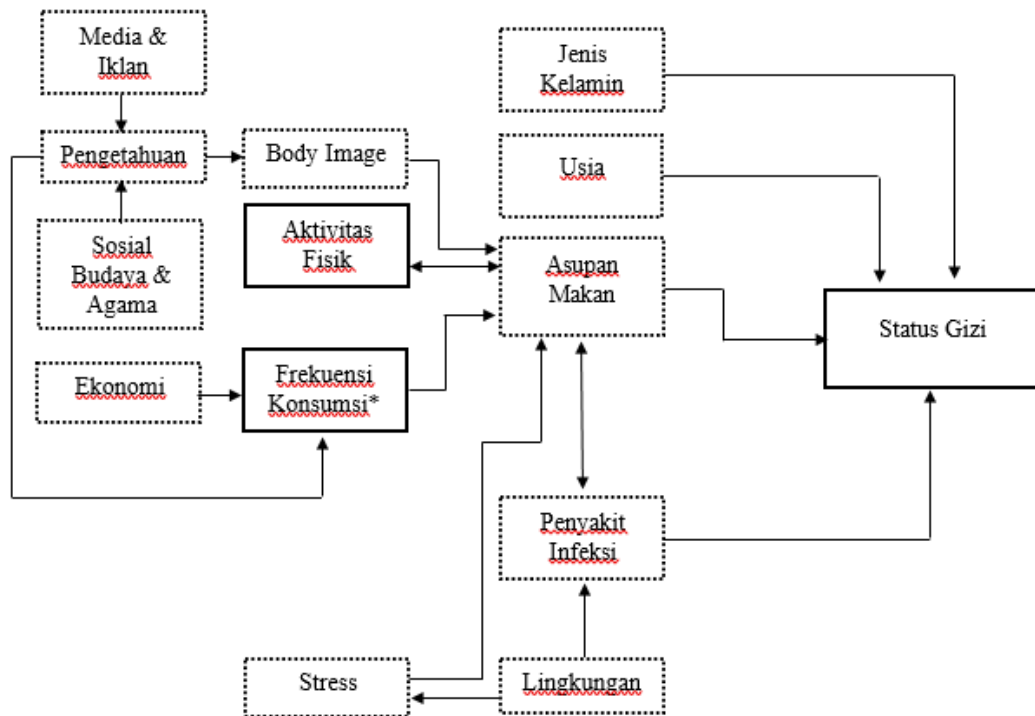 Media &
Iklan
Pengetahuan
Sosial
Budaya &
Agama
Ekonomi
Body Image
Aktivitas
Fisik
Frekuensi
Konsumsi*
Stress
Jenis
Kelamin
Usia
Asupan
Makan
Penyakit
Infeksi
Lingkungan
Status Gizi